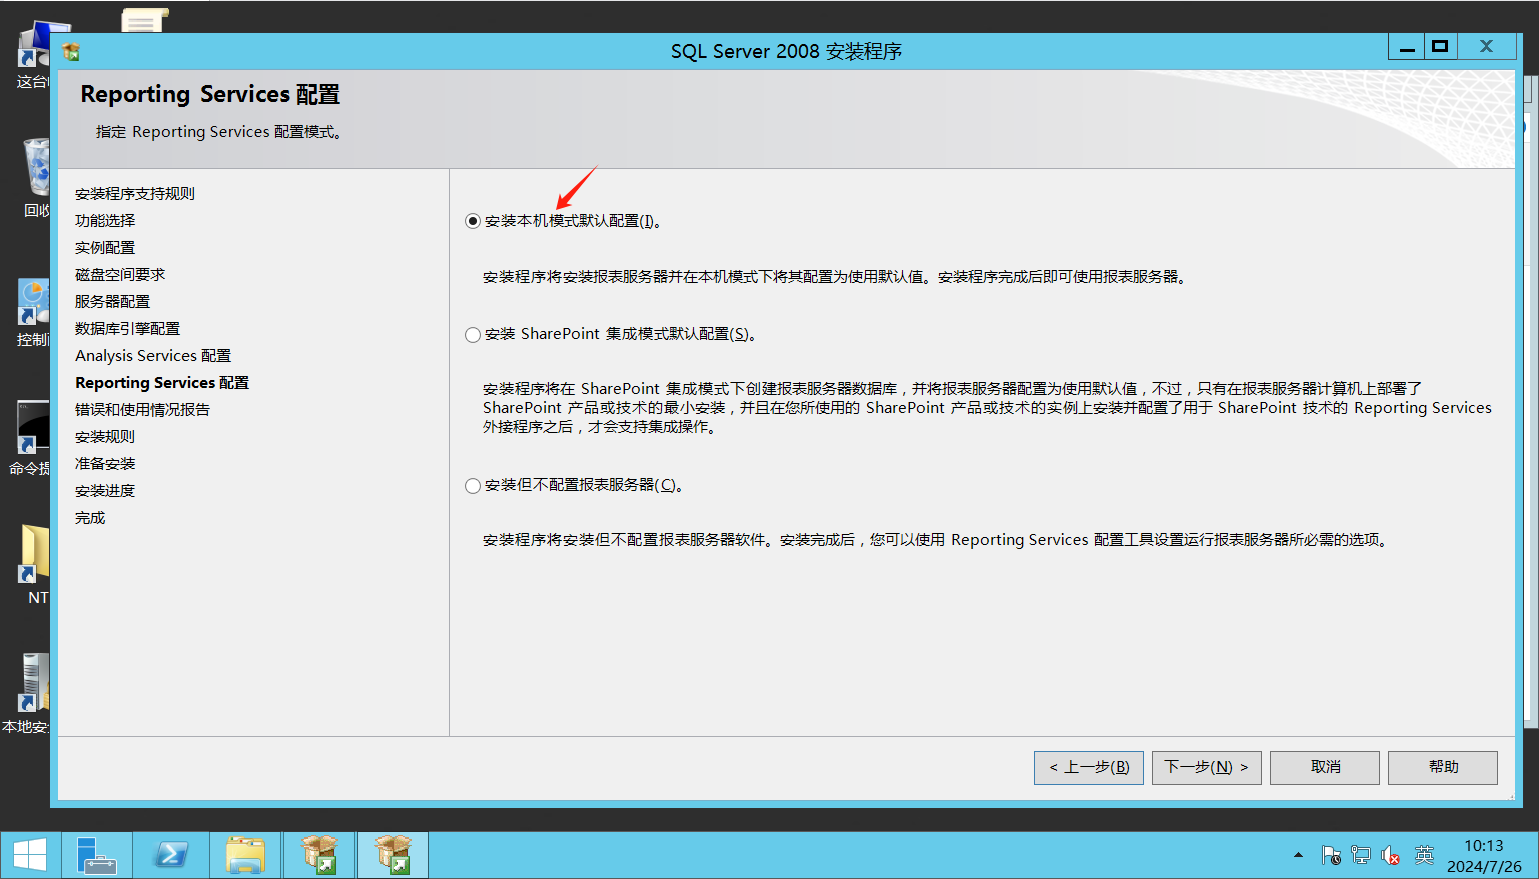 SQL Server 2008 安装程序
这台
Reporting Services 配置
指定 Reporting Services 配置模式。
安装程序支持规则
功能选择
实例配置
磁盘空间要求
服务器配置
数据库引擎配置
Analysis Services 配置
Reporting Services 配置
错误和使用情况报告
安装规则
准备安装
安装进度
完成
安装本机模式默认配置(I)。
安装程序将安装报表服务器并在本机模式下将其配置为使用默认值。安装程序完成后即可使用报表服务器。
安装 SharePoint 集成模式默认配置(S)。
安装程序将在 SharePoint 集成模式下创建报表服务器数据库，并将报表服务器配置为使用默认值，不过，只有在报表服务器计算机上部署了
SharePoint 产品或技术的最小安装，并且在您所使用的 SharePoint 产品或技术的实例上安装并配置了用于 SharePoint 技术的 Reporting Services
外接程序之后，才会支持集成操作。
安装但不配置报表服务器(C)。
安装程序将安装但不配置报表服务器软件。安装完成后，您可以使用 Reporting Services 配置工具设置运行报表服务器所必需的选项。
回收
控制
命令提
NT
本地安
< 上一步(B)
下一步(N) >
取消
帮助
英
10:13
2024/7/26